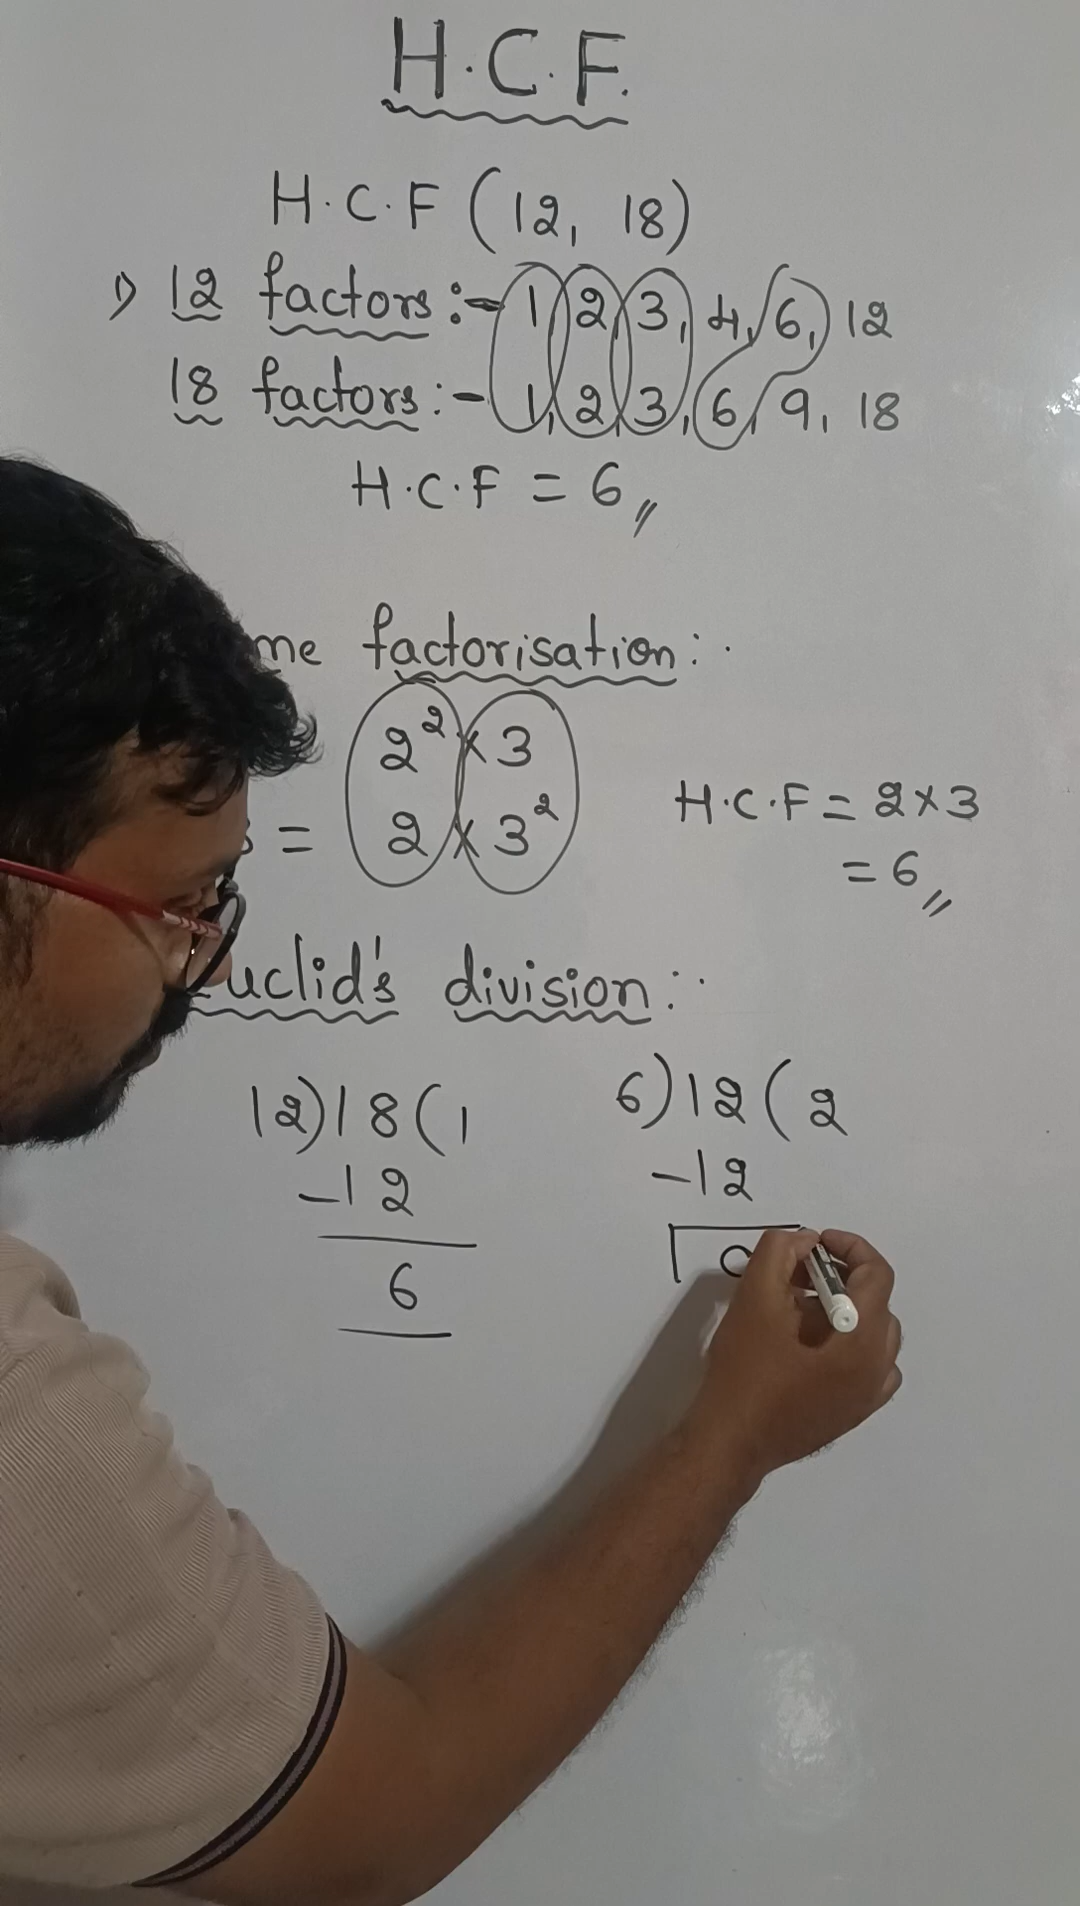 H.C.F.
H.C.F (12, 18)
1) 12 factors :- 1, 2, 3, 4, 6, 12
18 factors :- 1, 2, 3, 6, 9, 18
H.C.F = 6,,
factorisation :-
2² × 3
= 2 × 3²
H.C.F = 2 × 3
= 6,,
Euclid's division :-
12)18(1
-12
6
6)12(2
-12
0